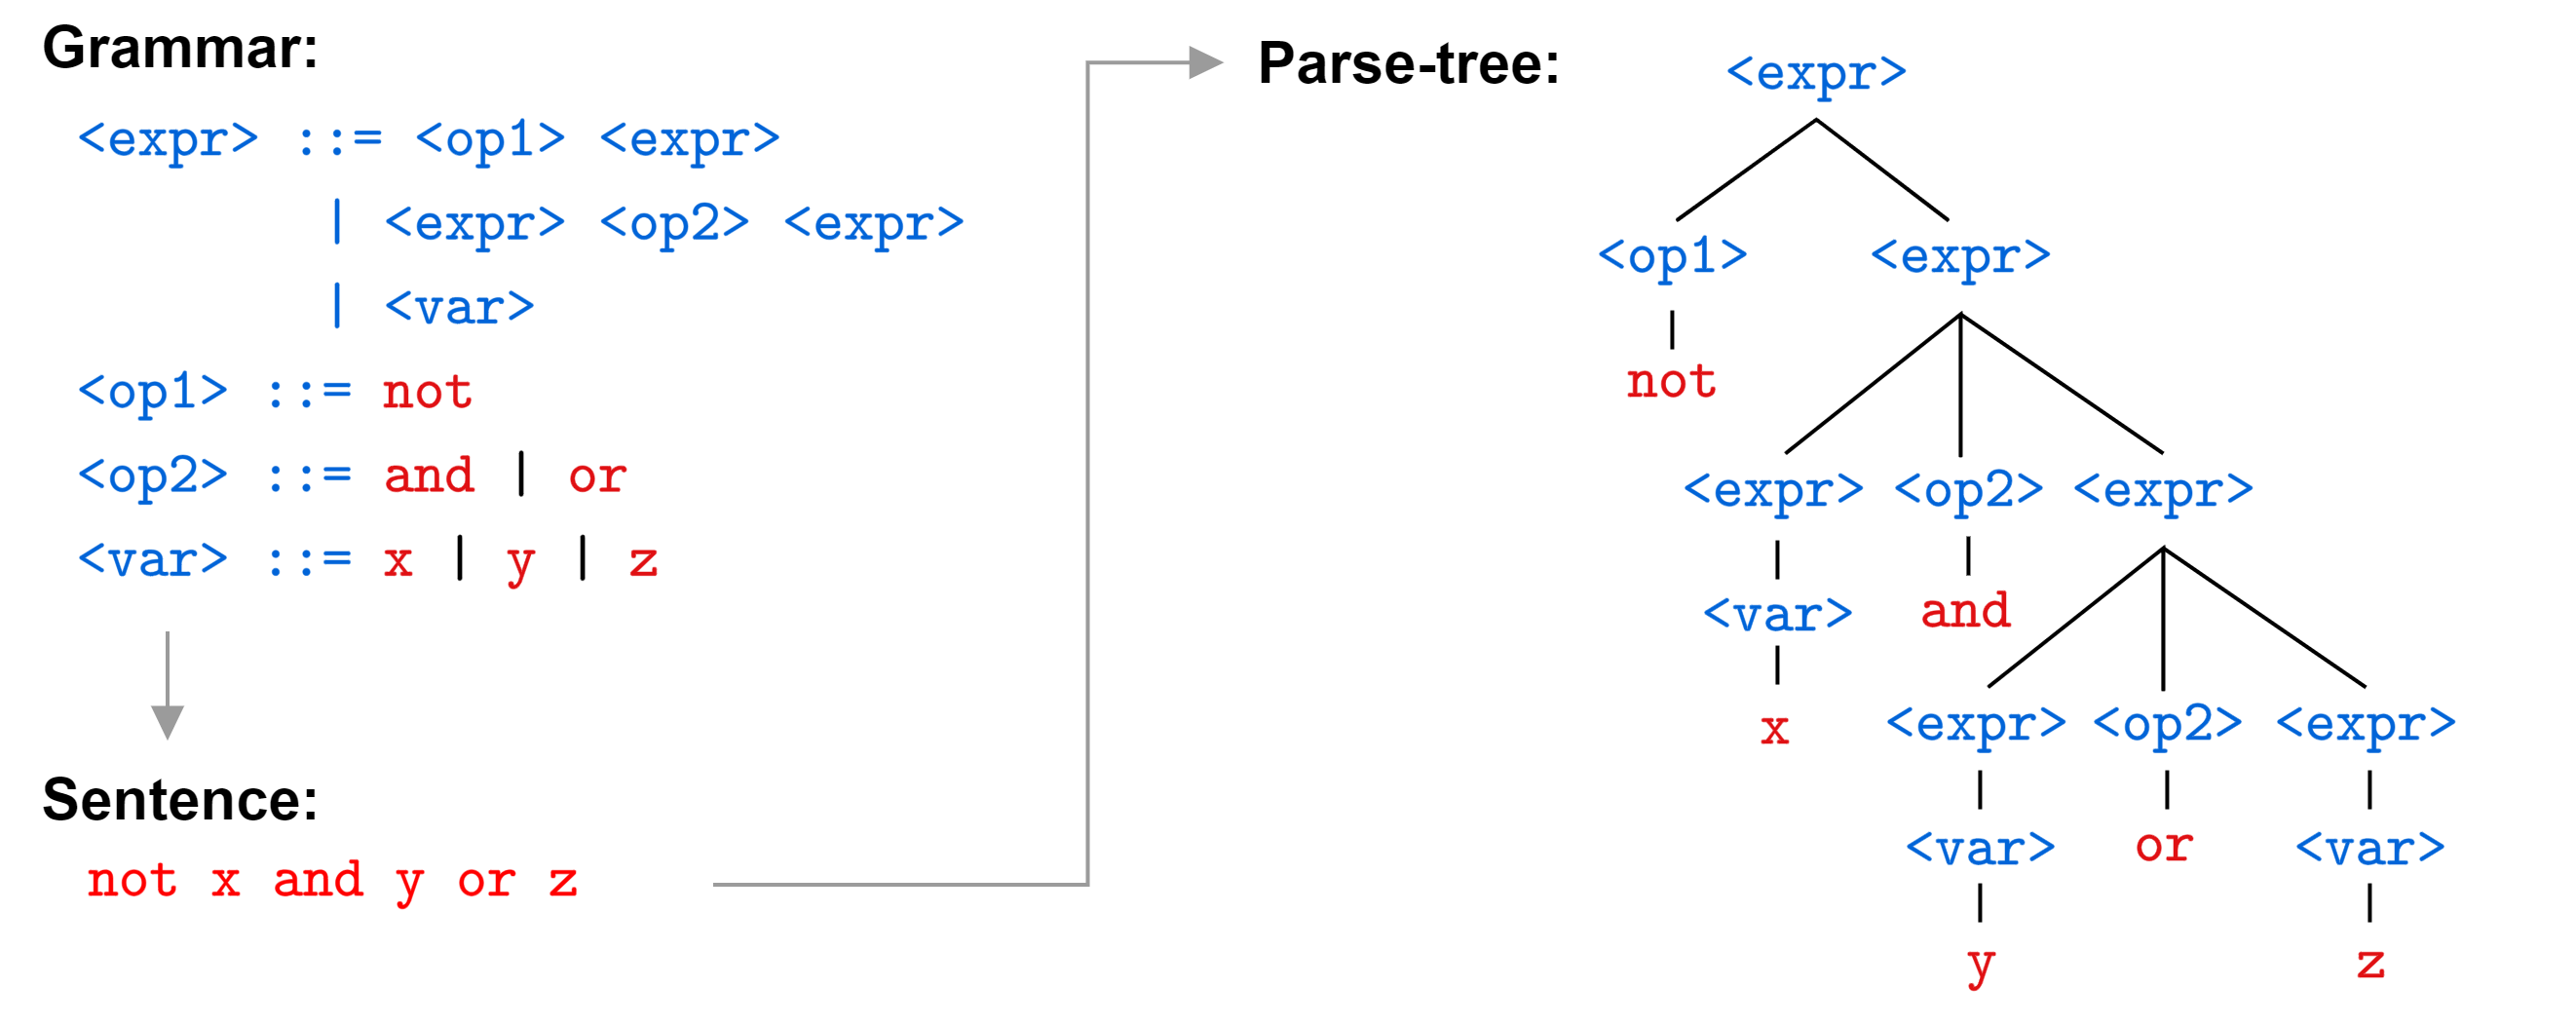 Grammar:
<expr> ::= <op1> <expr>
| <expr> <op2> <expr>
| <var>
<op1> ::= not
<op2> ::= and | or
<var> ::= x | y | z
Sentence:
not x and y or z
Parse-tree:
<expr>
<op1> <expr>
not
<expr> <op2> <expr>
<var> and
x
<expr> <op2> <expr>
<var> or <var>
y z